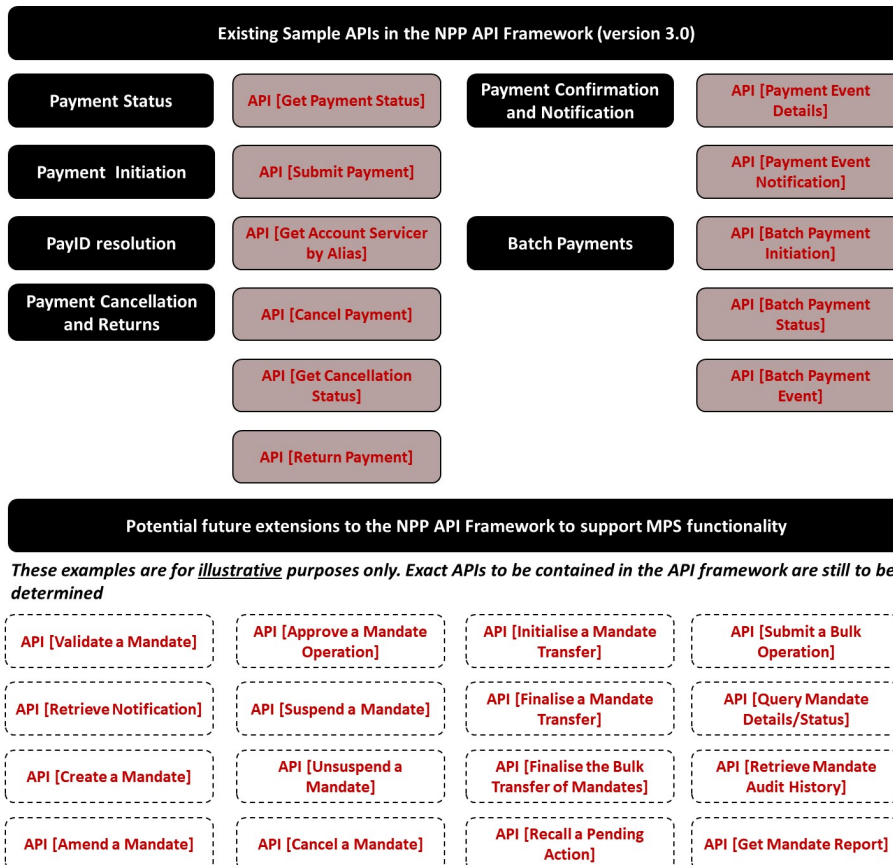 Existing Sample APIs in the NPP API Framework (version 3.0)
Payment Status
API [Get Payment Status]
Payment Confirmation
and Notification
API [Payment Event
Details]
Payment Initiation
API [Submit Payment]
API [Payment Event
Notification]
PayID resolution
API [Get Account Servicer
by Alias]
Batch Payments
API [Batch Payment
Initiation]
Payment Cancellation
and Returns
API [Cancel Payment]
API [Batch Payment
Status]
API [Get Cancellation
Status]
API [Batch Payment
Event]
API [Return Payment]
Potential future extensions to the NPP API Framework to support MPS functionality
These examples are for illustrative purposes only. Exact APIs to be contained in the API framework are still to be
determined
API [Validate a Mandate]
API [Approve a Mandate
Operation]
API [Initialise a Mandate
Transfer]
API [Submit a Bulk
Operation]
API [Retrieve Notification]
API [Suspend a Mandate]
API [Finalise a Mandate
Transfer]
API [Query Mandate
Details/Status]
API [Create a Mandate]
API [Unsuspend a
Mandate]
API [Finalise the Bulk
Transfer of Mandates]
API [Retrieve Mandate
Audit History]
API [Amend a Mandate]
API [Cancel a Mandate]
API [Recall a Pending
Action]
API [Get Mandate Report]